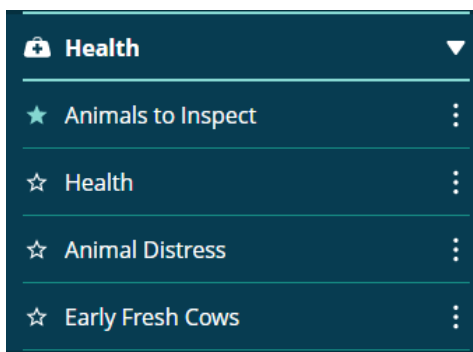 Health
Animals to Inspect
Health
Animal Distress
Early Fresh Cows